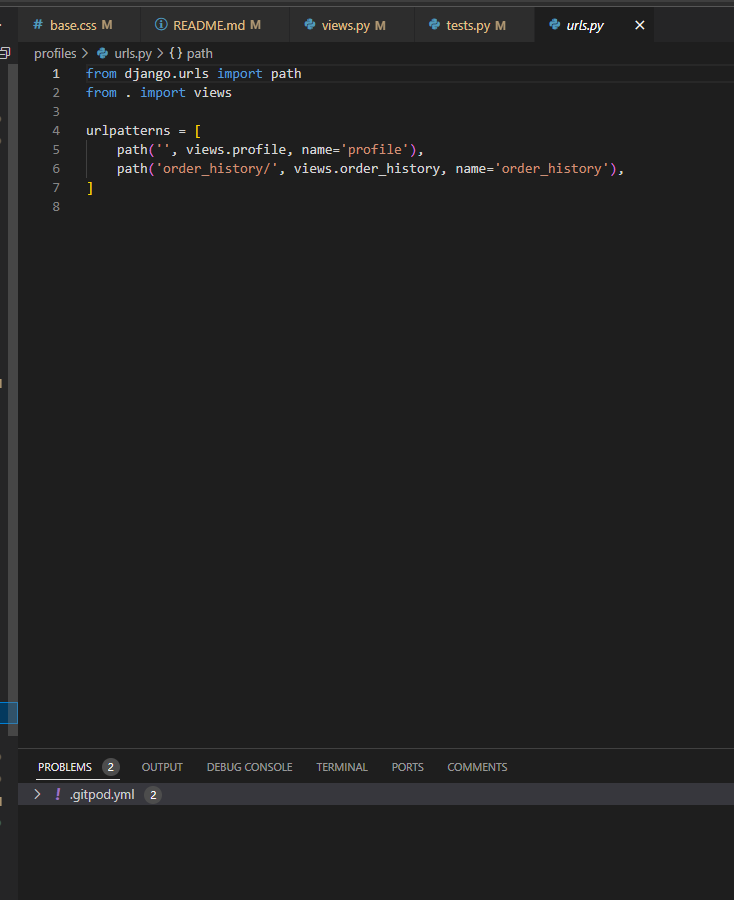 # base.css M README.md M views.py M tests.py M urls.py ×
profiles > urls.py > {} path
1 from django.urls import path
2 from . import views
3
4 urlpatterns = [
5     path('', views.profile, name='profile'),
6     path('order_history/', views.order_history, name='order_history'),
7 ]
8
PROBLEMS 2 OUTPUT DEBUG CONSOLE TERMINAL PORTS COMMENTS
> ! .gitpod.yml 2